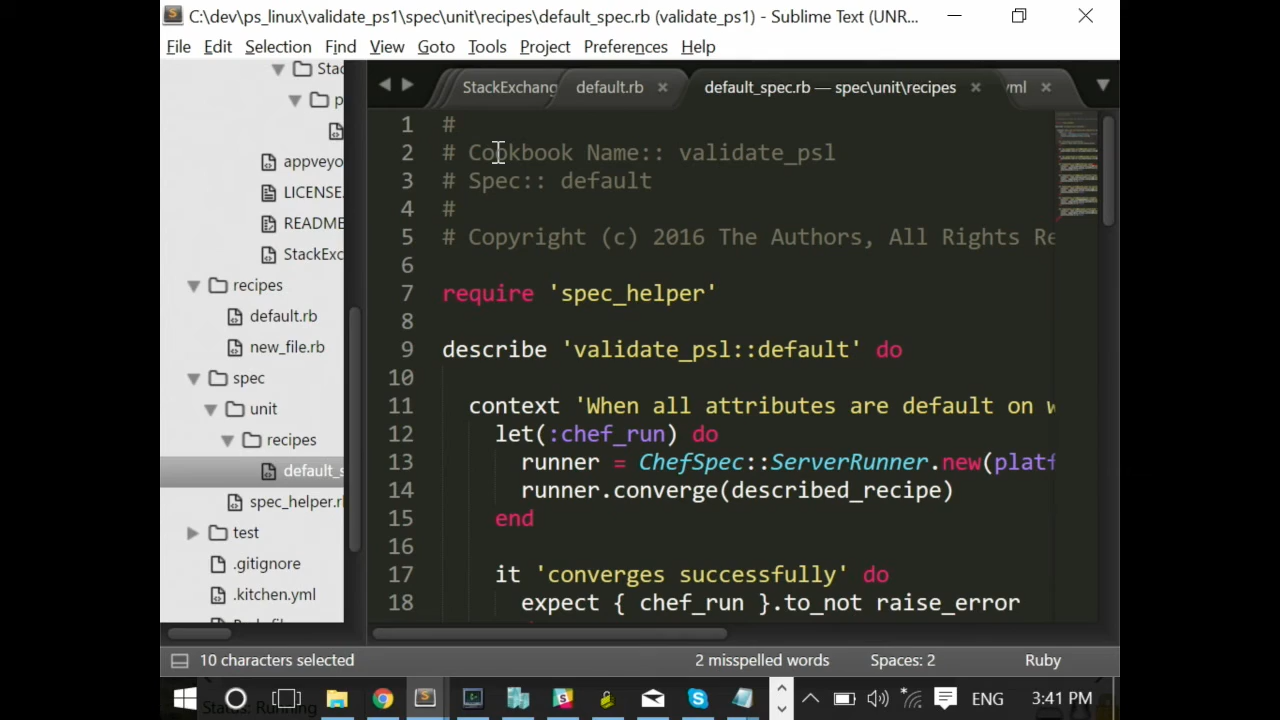 C:\dev\ps_linux\validate_ps1\spec\unit\recipes\default_spec.rb (validate_ps1) - Sublime Text (UNR...
File Edit Selection Find View Goto Tools Project Preferences Help
Stac
p
appveyo
LICENSE.
README
StackExc
recipes
default.rb
new_file.rb
spec
unit
recipes
default_s
spec_helper.r
test
.gitignore
.kitchen.yml
StackExchang default.rb default_spec.rb — spec\unit\recipes yml
1 #
2 # Cookbook Name:: validate_psl
3 # Spec:: default
4 #
5 # Copyright (c) 2016 The Authors, All Rights Re
6
7 require 'spec_helper'
8
9 describe 'validate_psl::default' do
10
11 context 'When all attributes are default on w
12 let(:chef_run) do
13 runner = ChefSpec::ServerRunner.new(platf
14 runner.converge(described_recipe)
15 end
16
17 it 'converges successfully' do
18 expect { chef_run }.to_not raise_error
10 characters selected 2 misspelled words Spaces: 2 Ruby
Status: Running
ENG 3:41 PM